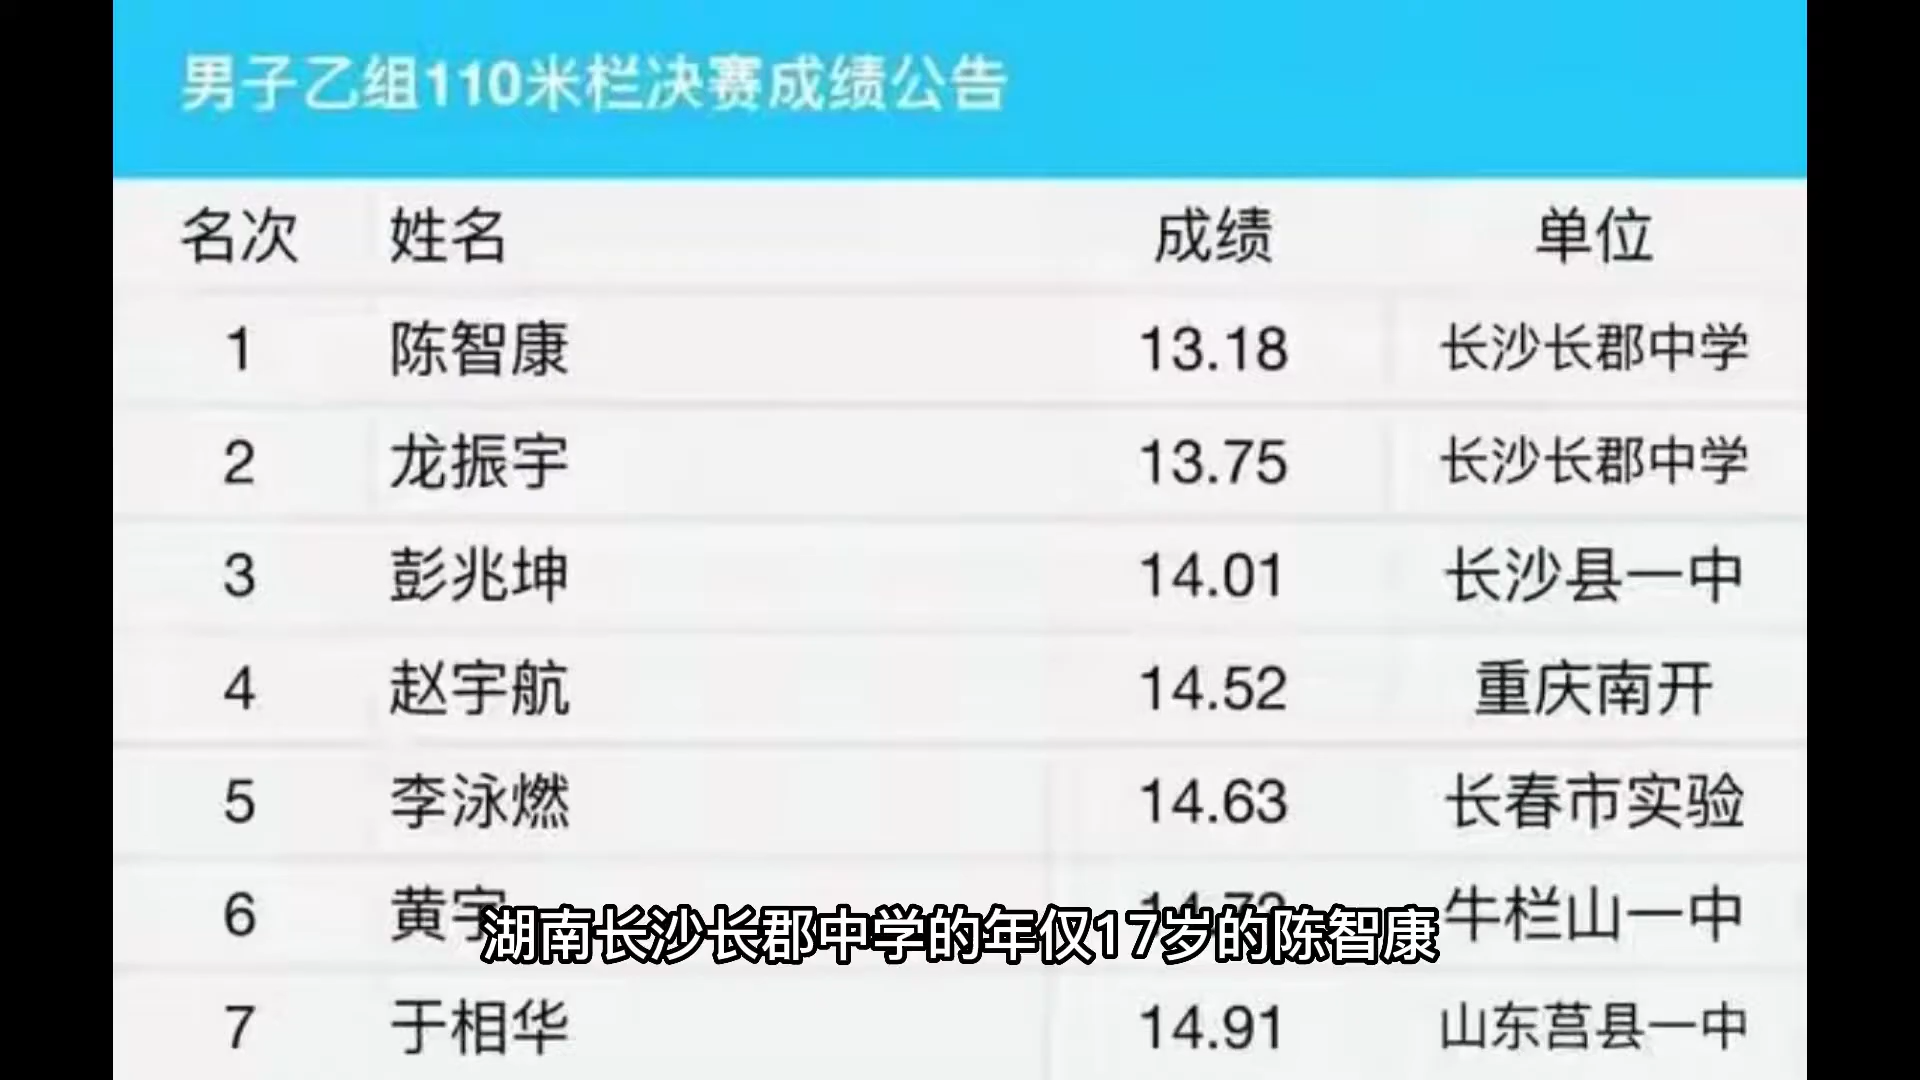 男子乙组110米栏决赛成绩公告
名次 姓名 成绩 单位
1 陈智康 13.18 长沙长郡中学
2 龙振宇 13.75 长沙长郡中学
3 彭兆坤 14.01 长沙县一中
4 赵宇航 14.52 重庆南开
5 李泳燃 14.63 长春市实验
6 黄宇 牛栏山一中
湖南长沙长郡中学的年仅17岁的陈智康
7 于相华 14.91 山东莒县一中